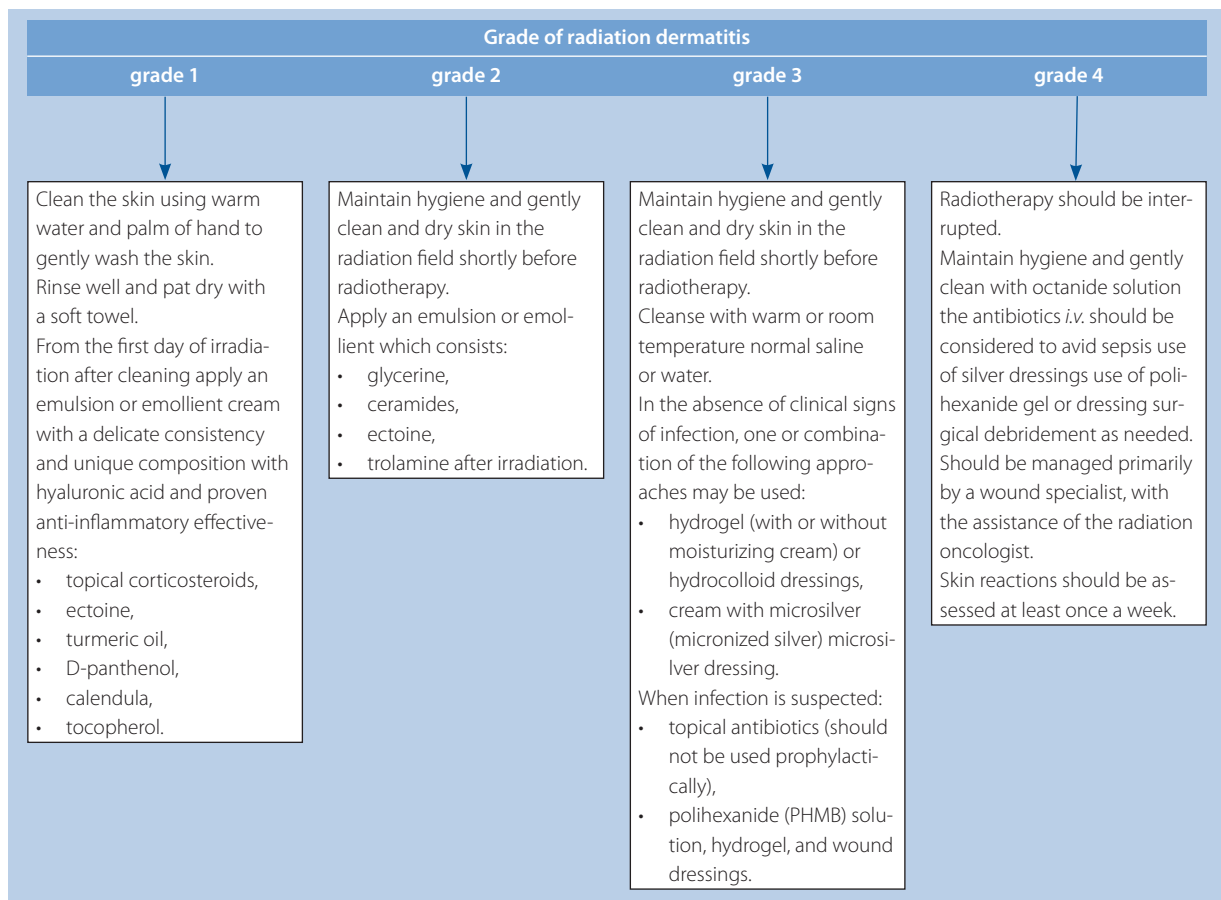 Grade of radiation dermatitis
grade 1
grade 2
grade 3
grade 4
Clean the skin using warm
water and palm of hand to
gently wash the skin.
Rinse well and pat dry with
a soft towel.
From the first day of irradia-
tion after cleaning apply an
emulsion or emollient cream
with a delicate consistency
and unique composition with
hyaluronic acid and proven
anti-inflammatory effective-
ness:
• topical corticosteroids,
• ectoine,
• turmeric oil,
• D-panthenol,
• calendula,
• tocopherol.
Maintain hygiene and gently
clean and dry skin in the
radiation field shortly before
radiotherapy.
Apply an emulsion or emol-
lient which consists:
• glycerine,
• ceramides,
• ectoine,
• trolamine after irradiation.
Maintain hygiene and gently
clean and dry skin in the
radiation field shortly before
radiotherapy.
Cleanse with warm or room
temperature normal saline
or water.
In the absence of clinical signs
of infection, one or combina-
tion of the following appro-
aches may be used:
• hydrogel (with or without
moisturizing cream) or
hydrocolloid dressings,
• cream with microsilver
(micronized silver) microsi-
lver dressing.
When infection is suspected:
• topical antibiotics (should
not be used prophylacti-
cally),
• polihexanide (PHMB) solu-
tion, hydrogel, and wound
dressings.
Radiotherapy should be inter-
rupted.
Maintain hygiene and gently
clean with octanide solution
the antibiotics i.v. should be
considered to avid sepsis use
of silver dressings use of poli-
hexanide gel or dressing sur-
gical debridement as needed.
Should be managed primarily
by a wound specialist, with
the assistance of the radiation
oncologist.
Skin reactions should be as-
sessed at least once a week.